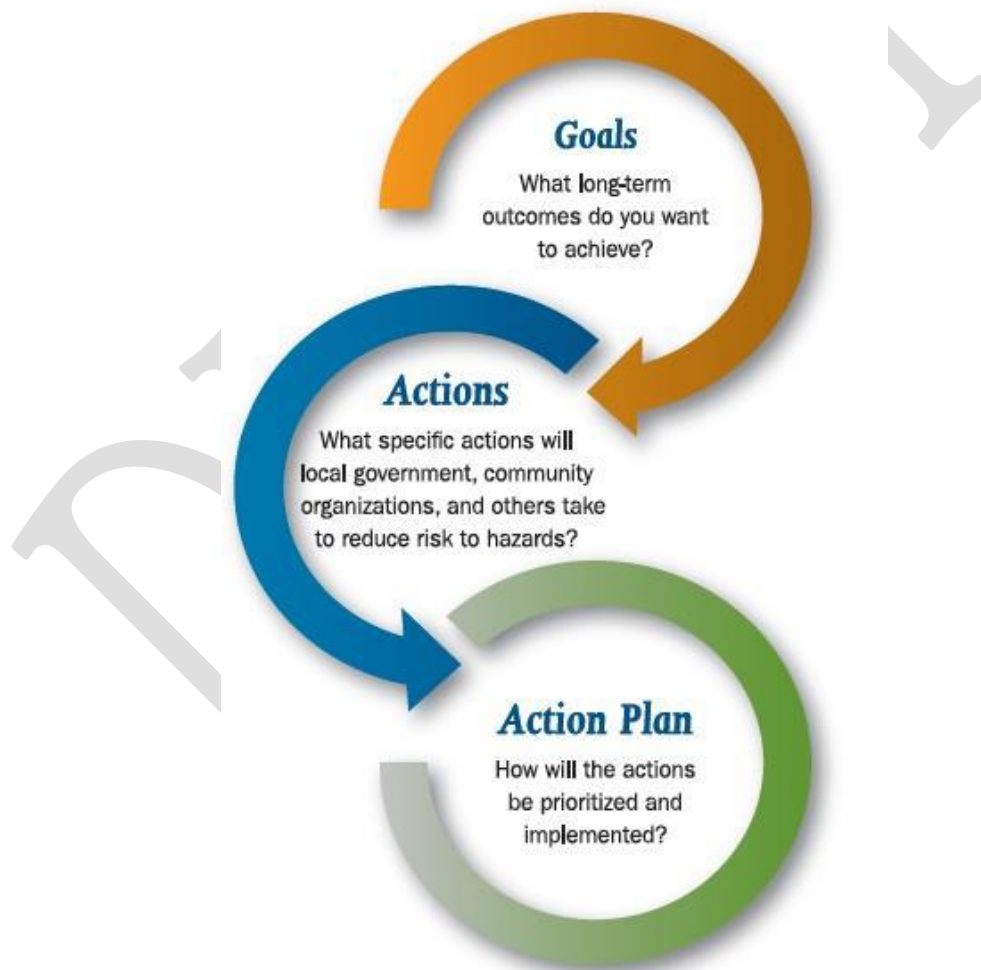 Goals
What long-term
outcomes do you want
to achieve?
Actions
What specific actions will
local government, community
organizations, and others take
to reduce risk to hazards?
Action Plan
How will the actions
be prioritized and
implemented?